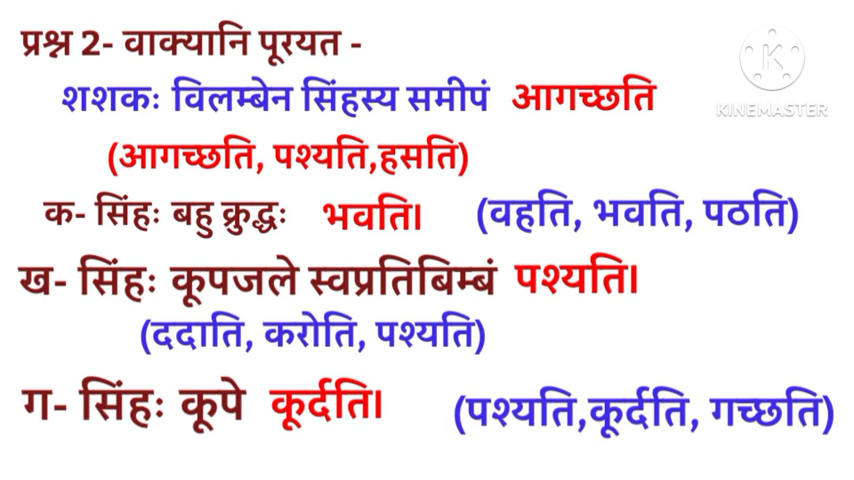 प्रश्न 2- वाक्यानि पूरयत -
शशकः विलम्बेन सिंहस्य समीपं आगच्छति
KINEMASTER
(आगच्छति, पश्यति,हसति)
क- सिंहः बहु क्रुद्धः भवति। (वहति, भवति, पठति)
ख- सिंहः कूपजले स्वप्रतिबिम्बं पश्यति।
(ददाति, करोति, पश्यति)
ग- सिंहः कूपे कूर्दति। (पश्यति,कूर्दति, गच्छति)